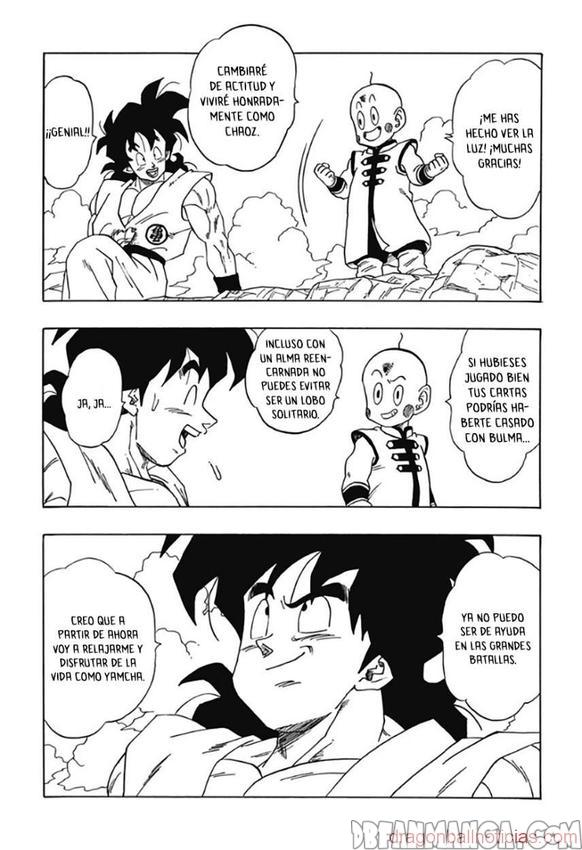 ¡ME HAS
HECHO VER LA
LUZ! ¡MUCHAS
GRACIAS!
CAMBIARÉ
DE ACTITUD Y
VIVIRÉ HONRADA-
MENTE COMO
CHAOZ.
¡¡GENIAL!!
SI HUBIESES
JUGADO BIEN
TUS CARTAS
PODRÍAS HA-
BERTE CASADO
CON BULMA...
INCLUSO CON
UN ALMA REEN-
CARNADA NO
PUEDES EVITAR
SER UN LOBO
SOLITARIO.
JA, JA...
YA NO PUEDO
SER DE AYUDA
EN LAS GRANDES
BATALLAS.
CREO QUE A
PARTIR DE AHORA
VOY A RELAJARME Y
DISFRUTAR DE LA
VIDA COMO YAMCHA.
DBFANMANGA.COM
dragonballnoticias.com